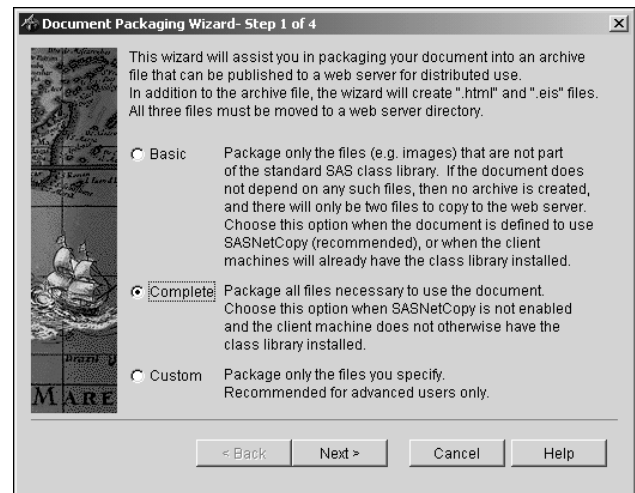 Document Packaging Wizard- Step 1 of 4
This wizard will assist you in packaging your document into an archive
file that can be published to a web server for distributed use.
In addition to the archive file, the wizard will create ".html" and ".eis" files.
All three files must be moved to a web server directory.
Basic
Package only the files (e.g. images) that are not part
of the standard SAS class library. If the document does
not depend on any such files, then no archive is created,
and there will only be two files to copy to the web server.
Choose this option when the document is defined to use
SASNetCopy (recommended), or when the client
machines will already have the class library installed.
Complete
Package all files necessary to use the document.
Choose this option when SASNetCopy is not enabled
and the client machine does not otherwise have the
class library installed.
Custom
Package only the files you specify.
Recommended for advanced users only.
Brazil
MARE
< Back
Next >
Cancel
Help